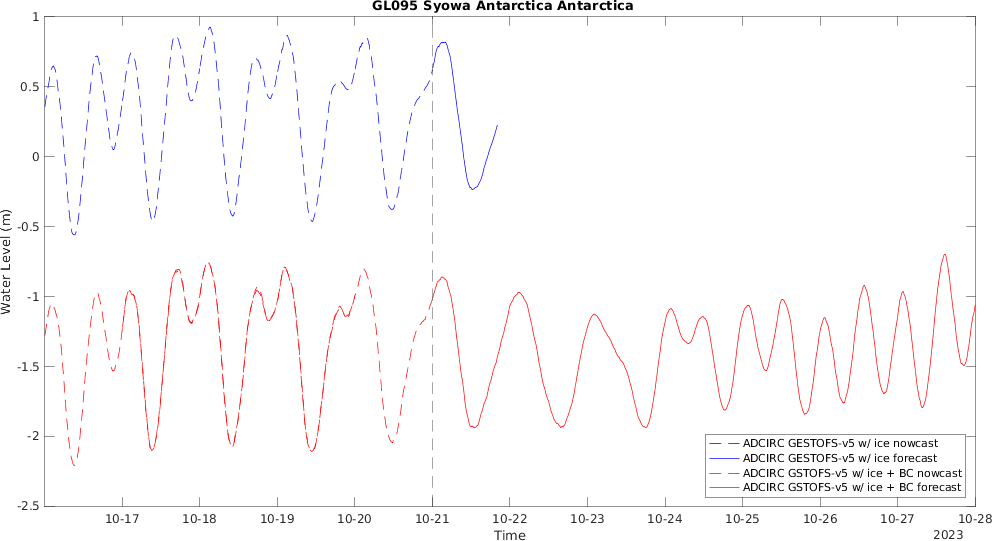 GL095 Syowa Antarctica Antarctica
1
0.5
0
-0.5
-1
-1.5
-2
-2.5
Water Level (m)
ADCIRC GESTOFS-v5 w/ ice nowcast
ADCIRC GESTOFS-v5 w/ ice forecast
ADCIRC GSTOFS-v5 w/ ice + BC nowcast
ADCIRC GSTOFS-v5 w/ ice + BC forecast
10-17 10-18 10-19 10-20 10-21 10-22 10-23 10-24 10-25 10-26 10-27 10-28
Time
2023